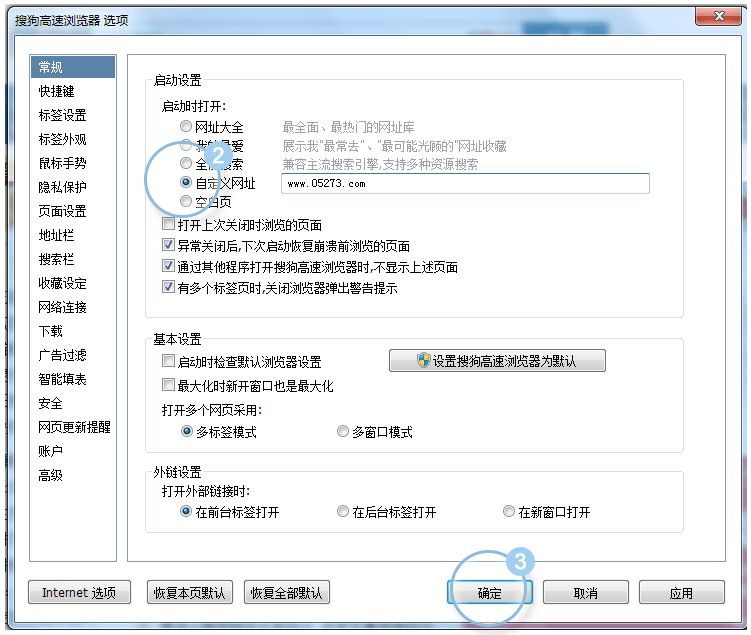 搜狗高速浏览器 选项
常规
快捷键
标签设置
标签外观
鼠标手势
隐私保护
页面设置
地址栏
搜索栏
收藏设定
网络连接
下载
广告过滤
智能填表
安全
网页更新提醒
账户
高级
启动设置
启动时打开:
网址大全 最全面、最热门的网址库
我的最爱 展示我"最常去"、"最可能光顾的"网址收藏
2
全能搜索 兼容主流搜索引擎,支持多种资源搜索
自定义网址 www.05273.com
空白页
打开上次关闭时浏览的页面
异常关闭后,下次启动恢复崩溃前浏览的页面
通过其他程序打开搜狗高速浏览器时,不显示上述页面
有多个标签页时,关闭浏览器弹出警告提示
基本设置
启动时检查默认浏览器设置 设置搜狗高速浏览器为默认
最大化时新开窗口也是最大化
打开多个网页采用:
多标签模式 多窗口模式
外链设置
打开外部链接时:
在前台标签打开 在后台标签打开 在新窗口打开
3
Internet 选项 恢复本页默认 恢复全部默认 确定 取消 应用